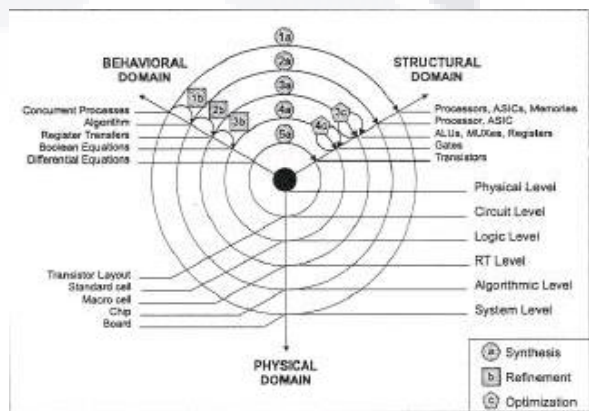 1a
BEHAVIORAL
DOMAIN
2a
STRUCTURAL
DOMAIN
3a
1b
2b
3b
4a
5a
3c
4c
Concurrent Processes
Algorithm
Register Transfers
Boolean Equations
Differential Equations
Processors, ASICs, Memories
Processor, ASIC
ALUs, MUXes, Registers
Gates
Transistors
Physical Level
Circuit Level
Logic Level
RT Level
Algorithmic Level
System Level
Transistor Layout
Standard cell
Macro cell
Chip
Board
PHYSICAL
DOMAIN
a Synthesis
b Refinement
c Optimization